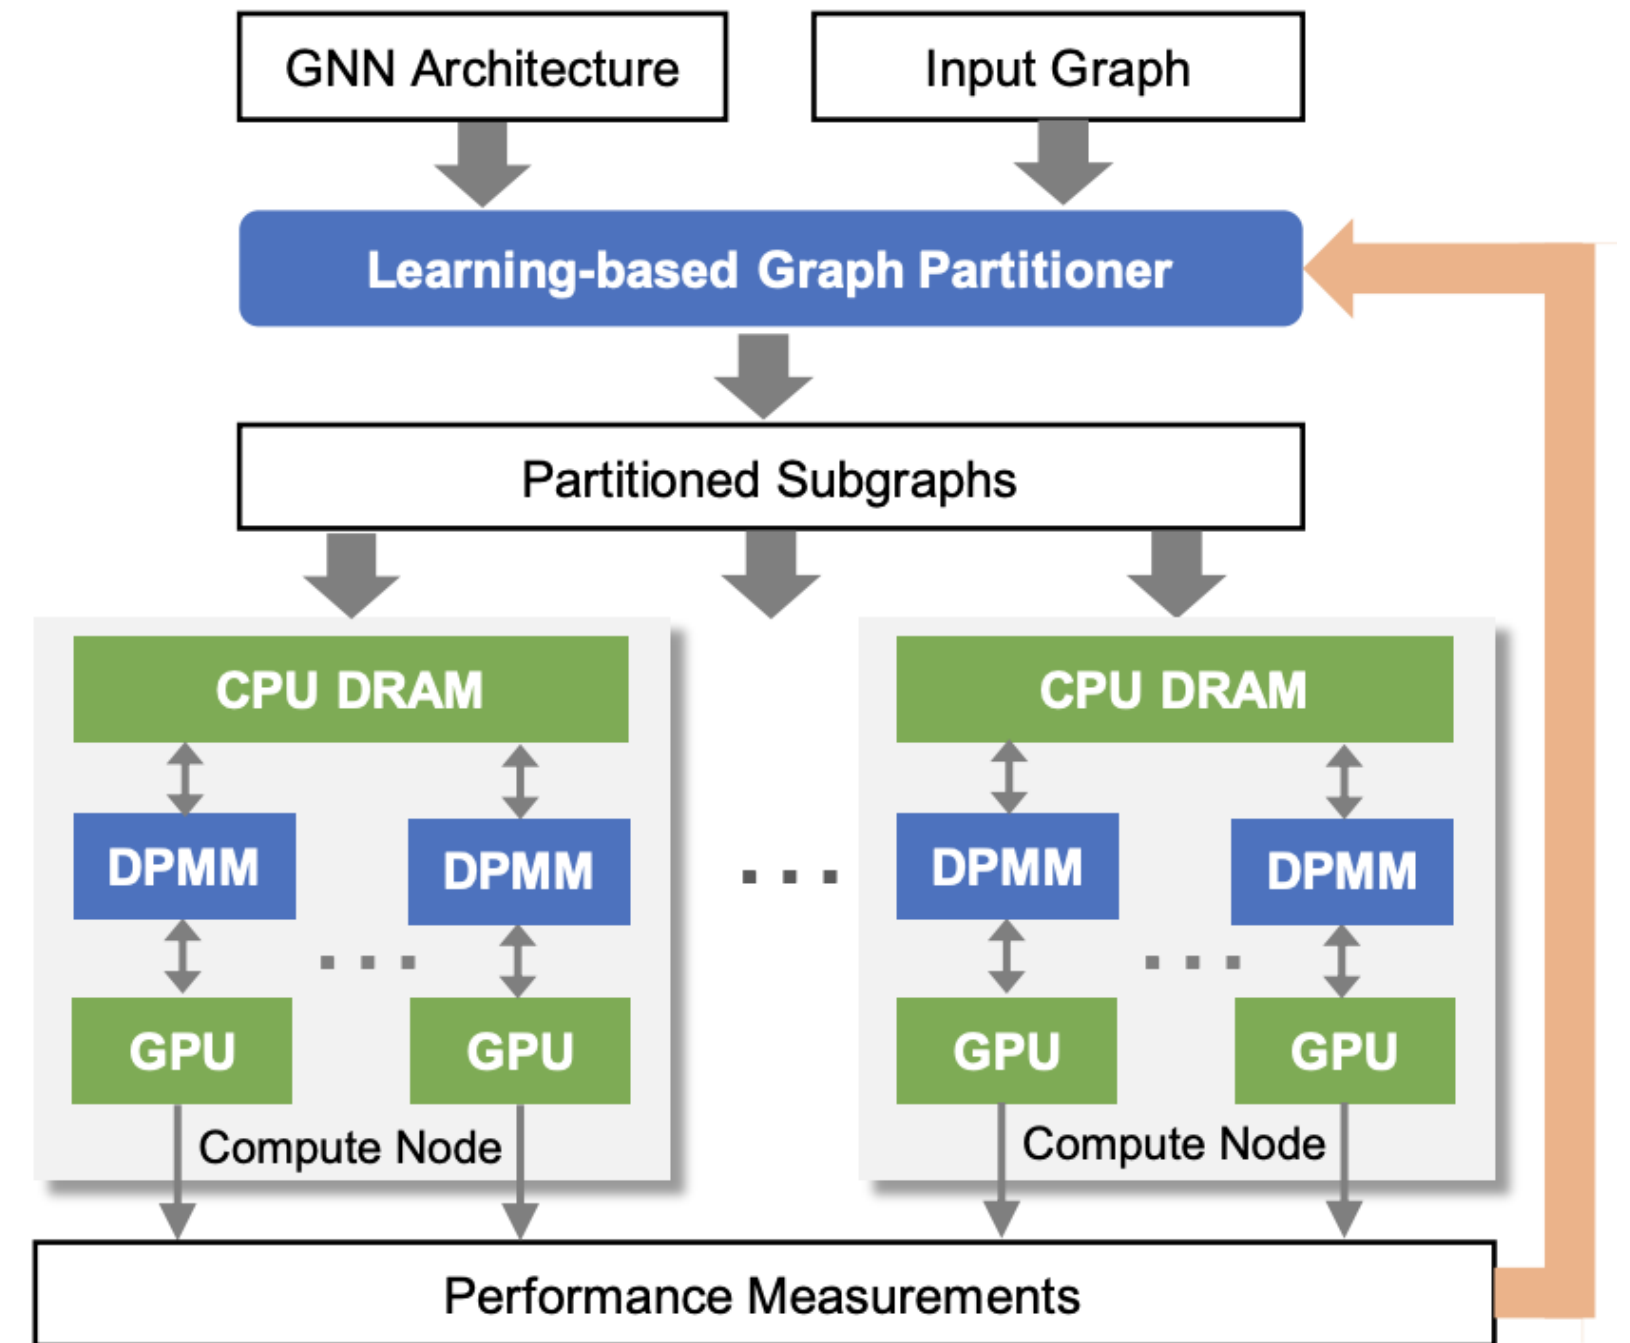 GNN Architecture
Input Graph
Learning-based Graph Partitioner
Partitioned Subgraphs
CPU DRAM
CPU DRAM
DPMM
DPMM
...
DPMM
DPMM
...
...
GPU
GPU
GPU
GPU
Compute Node
Compute Node
Performance Measurements